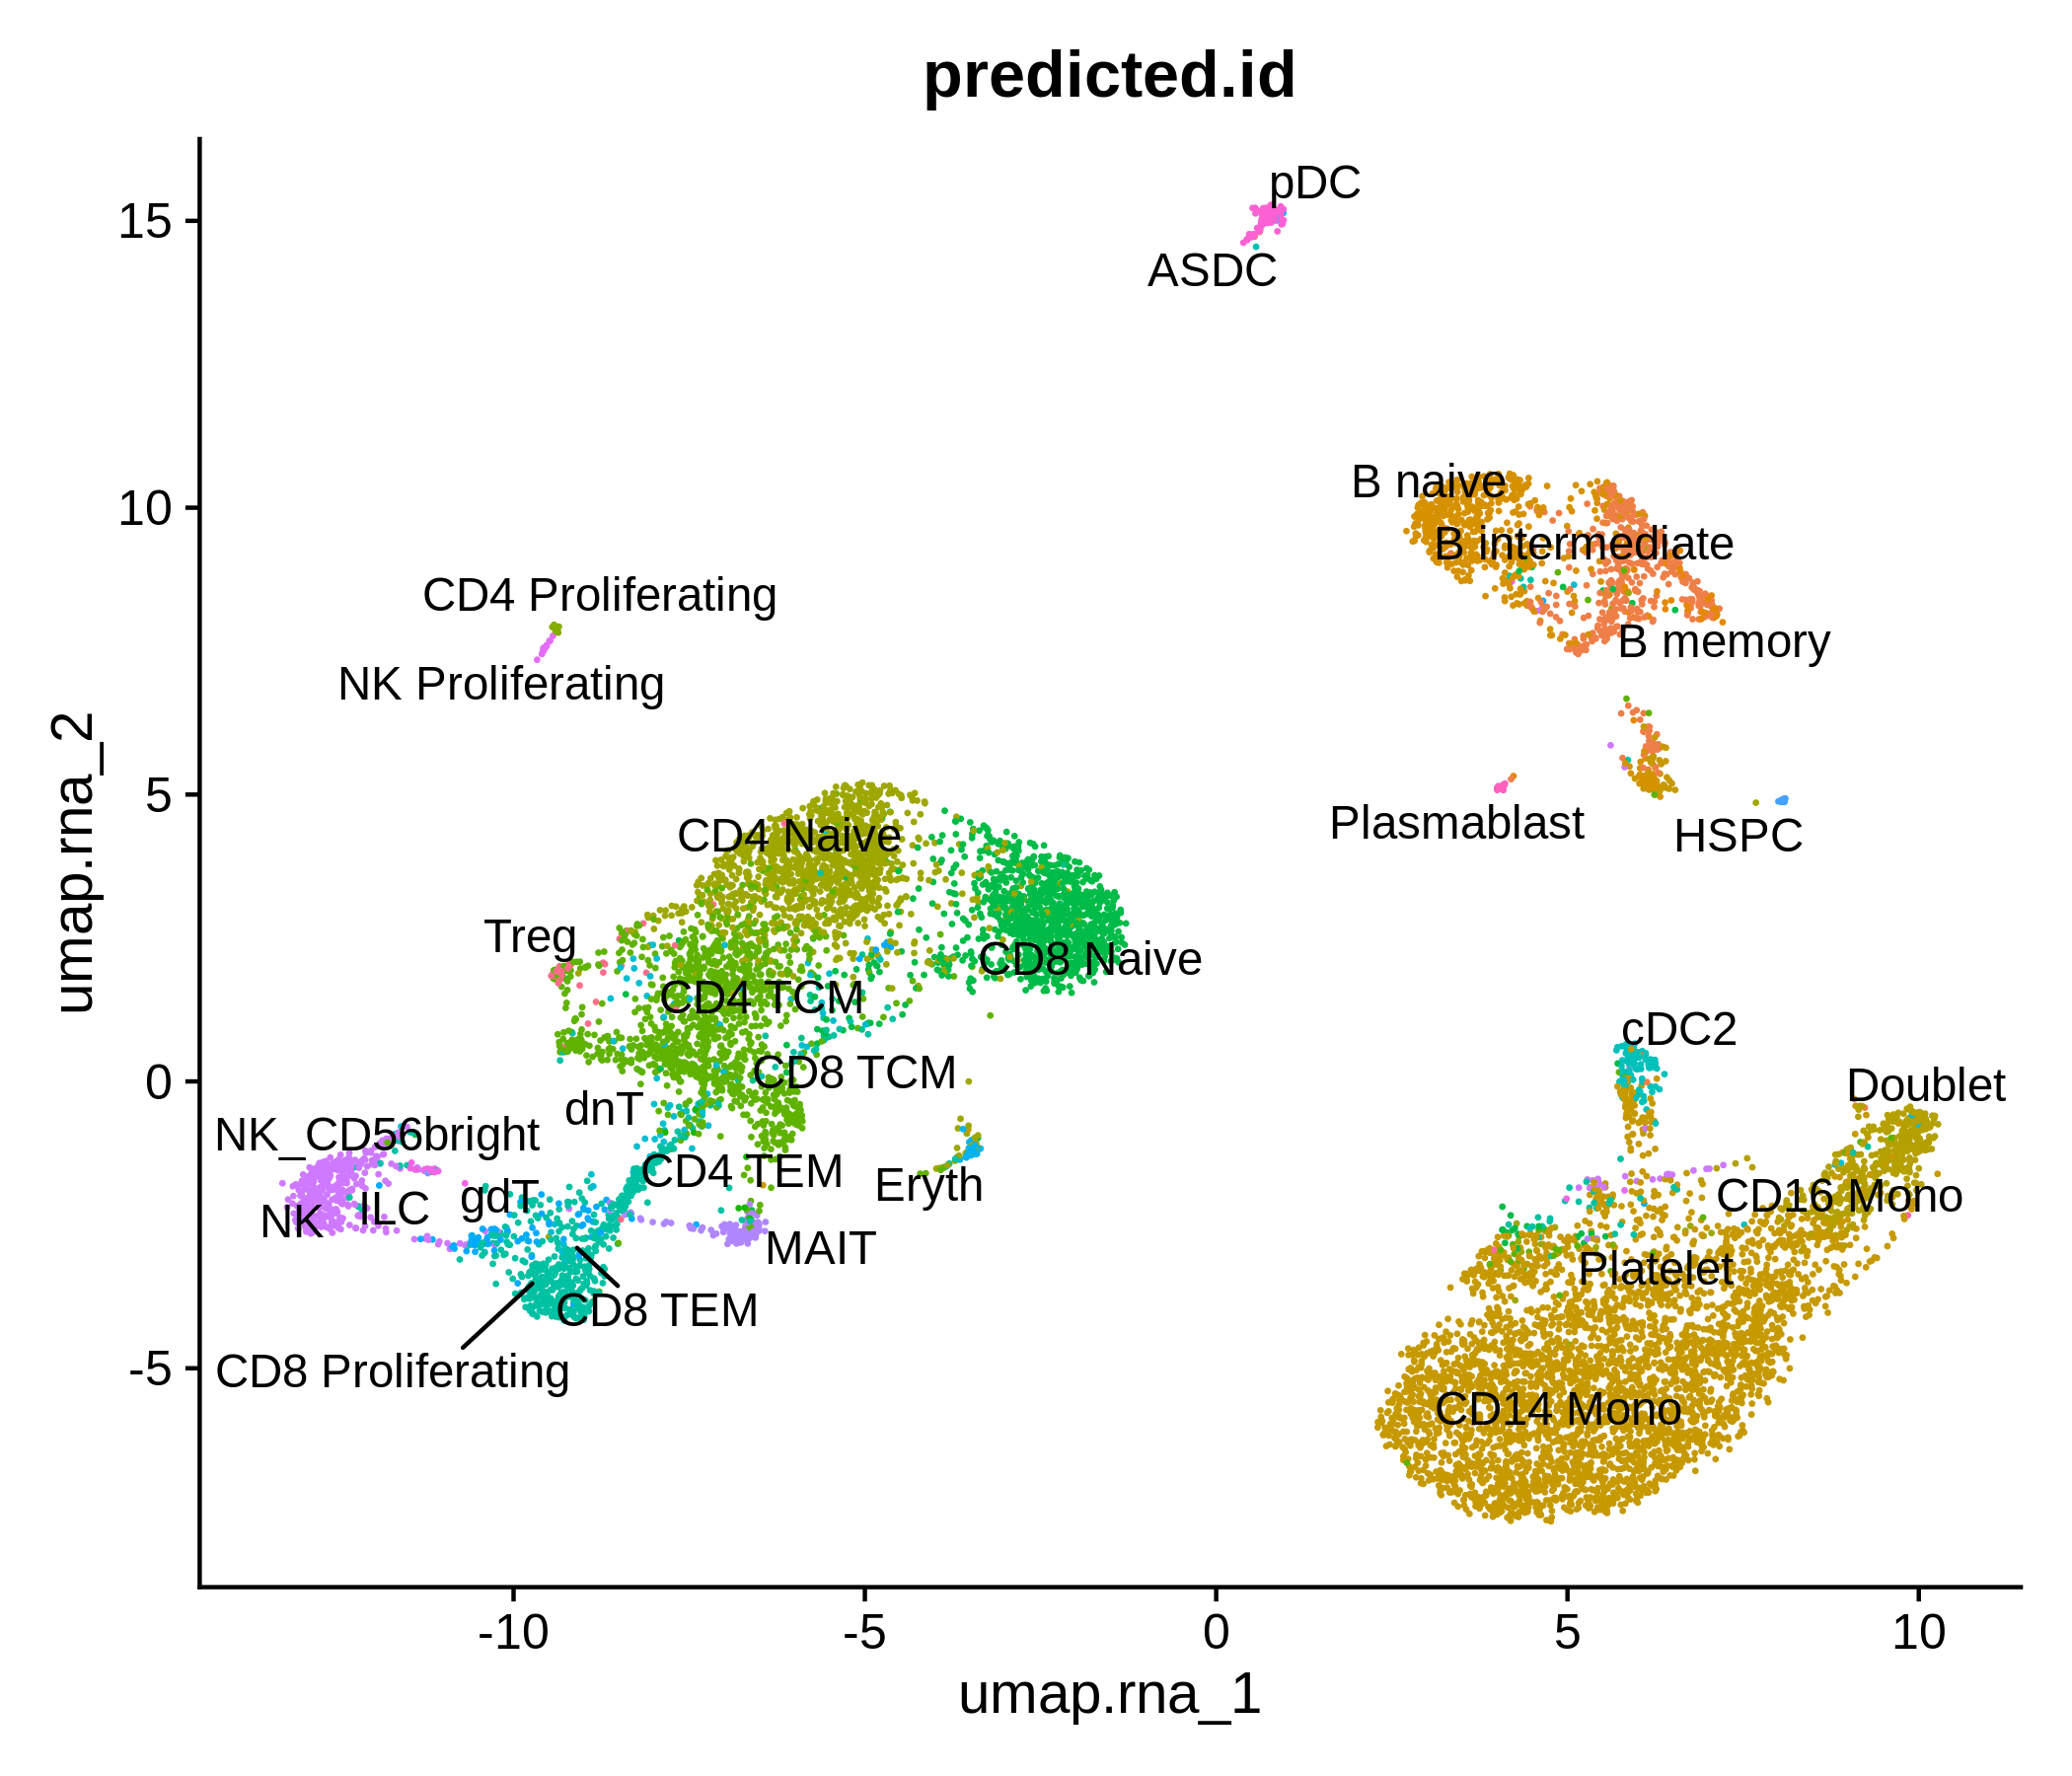 predicted.id
pDC
ASDC
B naive
B intermediate
B memory
CD4 Proliferating
NK Proliferating
Plasmablast
HSPC
CD4 Naive
Treg
CD8 Naive
CD4 TCM
cDC2
CD8 TCM
Doublet
dnT
NK_CD56bright
CD4 TEM
Eryth
gdT
ILC
NK
CD16 Mono
MAIT
Platelet
CD8 TEM
CD8 Proliferating
CD14 Mono
15
10
5
0
-5
umap.rna_2
-10
-5
0
5
10
umap.rna_1